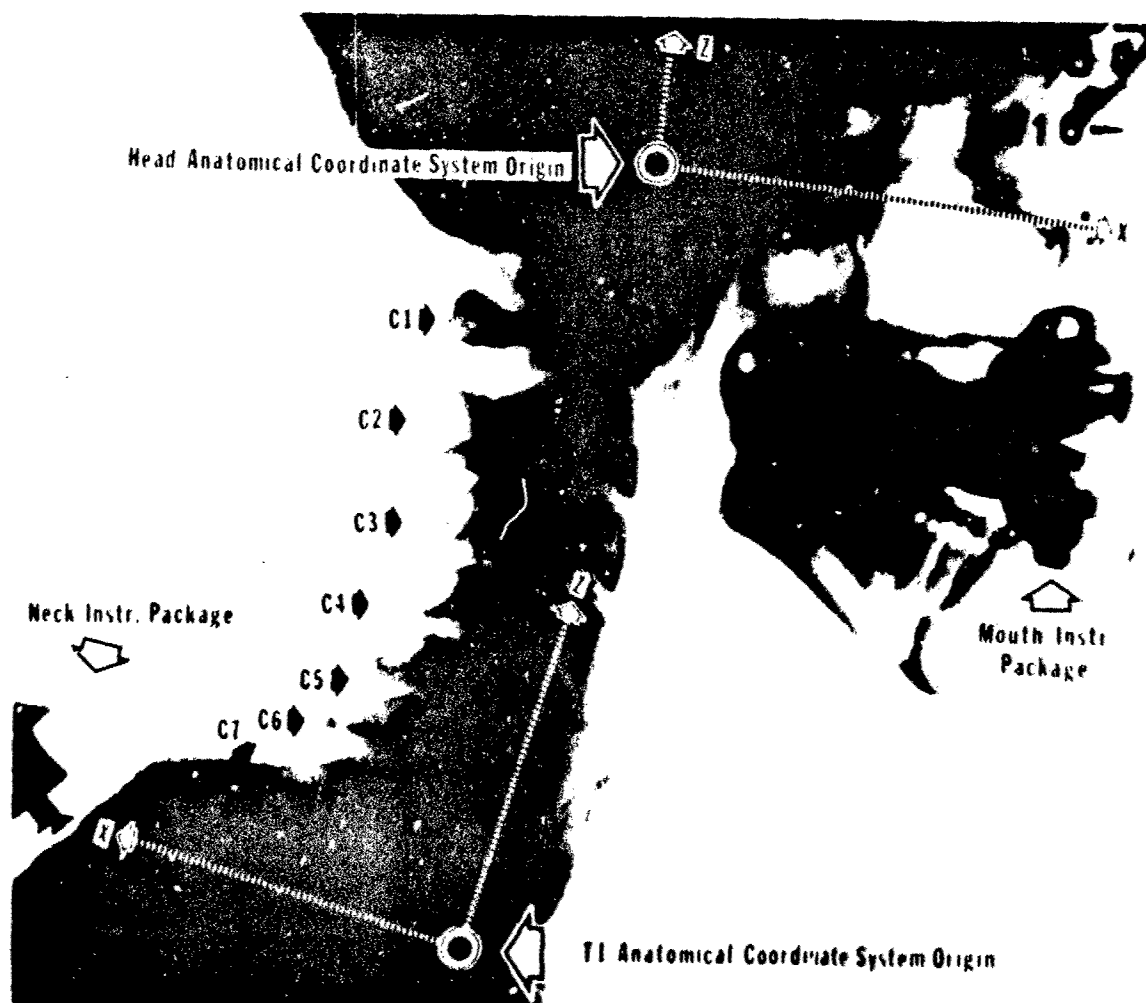 Z
10-
Head Anatomical Coordinate System Origin
X
C1
C2
C3
Z
C4
Neck Instr. Package
Mouth Instr
Package
C5
C6
C7
X
T1 Anatomical Coordinate System Origin